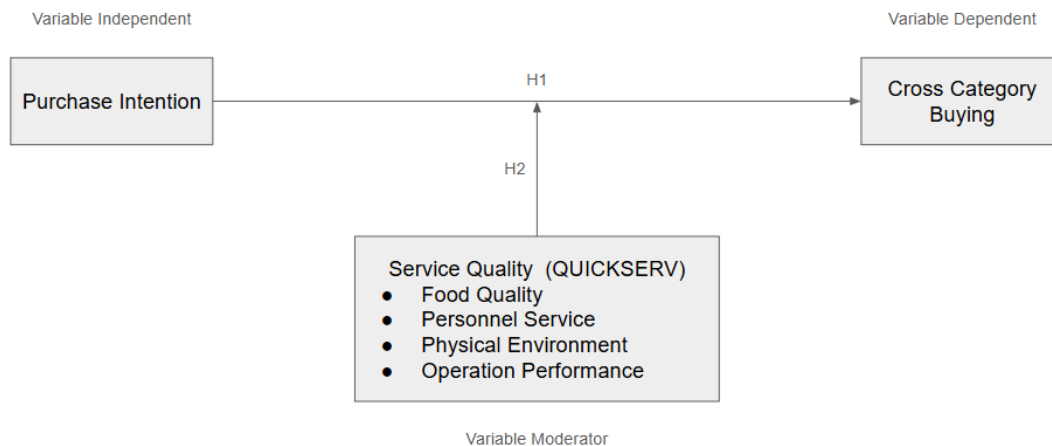 Variable Independent
Variable Dependent
Purchase Intention
H1
Cross Category
Buying
H2
Service Quality  (QUICKSERV)
● Food Quality
● Personnel Service
● Physical Environment
● Operation Performance
Variable Moderator